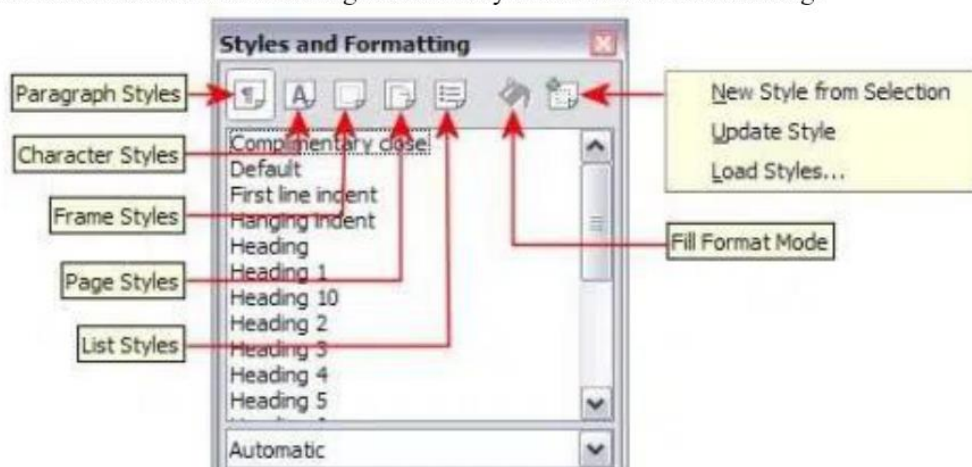 Styles and Formatting
Paragraph Styles
Character Styles
Frame Styles
Page Styles
List Styles
Complimentary close
Default
First line indent
Hanging indent
Heading
Heading 1
Heading 10
Heading 2
Heading 3
Heading 4
Heading 5
Automatic
New Style from Selection
Update Style
Load Styles...
Fill Format Mode